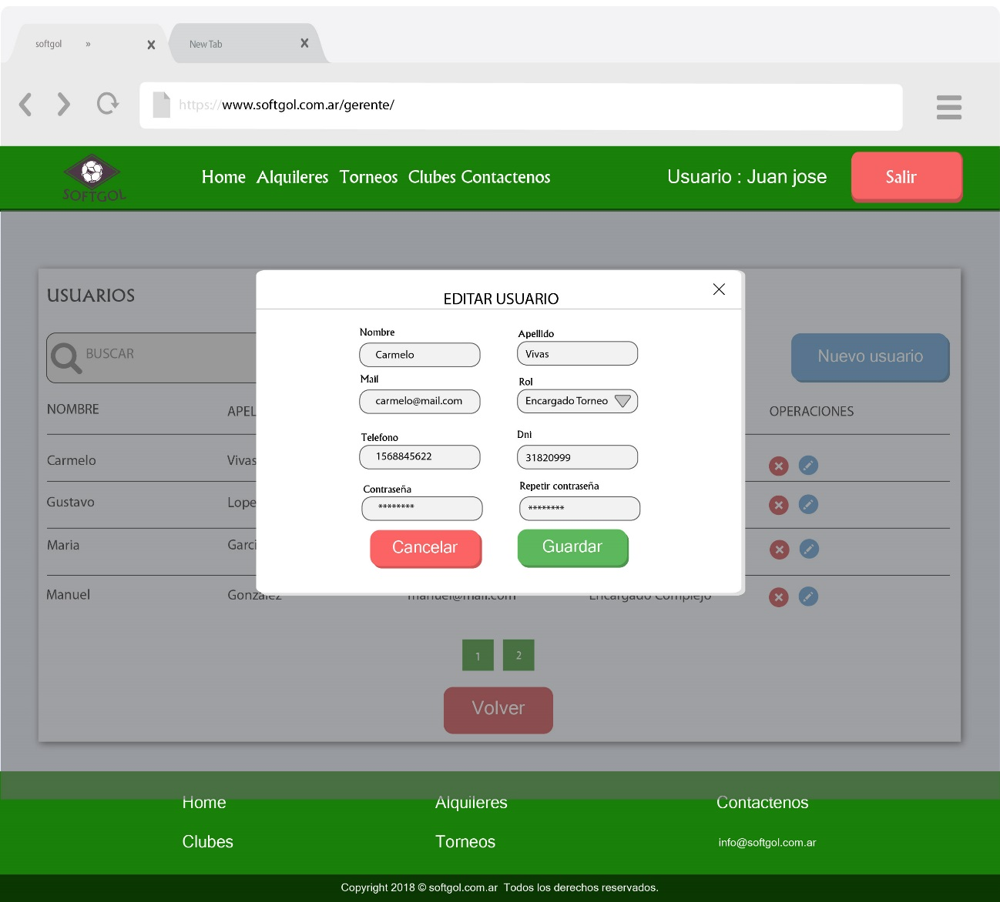 softgol »
New Tab
https://www.softgol.com.ar/gerente/
SOFTGOL
Home Alquileres Torneos Clubes Contactenos
Usuario : Juan jose
Salir
USUARIOS
EDITAR USUARIO
BUSCAR
Nuevo usuario
Nombre
Apellido
Carmelo
Vivas
Mail
Rol
carmelo@mail.com
Encargado Torneo
Telefono
Dni
1568845622
31820999
Contraseña
Repetir contraseña
********
********
Cancelar
Guardar
NOMBRE APEL OPERACIONES
Carmelo Vivas
Gustavo Lope
Maria Garci
Manuel Gonzalez manuel@mail.com Encargado Complejo
1 2
Volver
Home Alquileres Contactenos
Clubes Torneos info@softgol.com.ar
Copyright 2018 © softgol.com.ar Todos los derechos reservados.